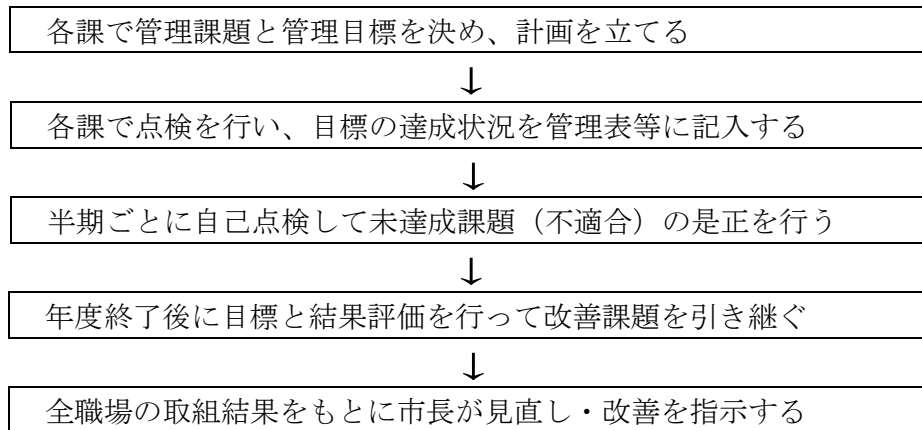 各課で管理課題と管理目標を決め、計画を立てる
↓
各課で点検を行い、目標の達成状況を管理表等に記入する
↓
半期ごとに自己点検して未達成課題（不適合）の是正を行う
↓
年度終了後に目標と結果評価を行って改善課題を引き継ぐ
↓
全職場の取組結果をもとに市長が見直し・改善を指示する